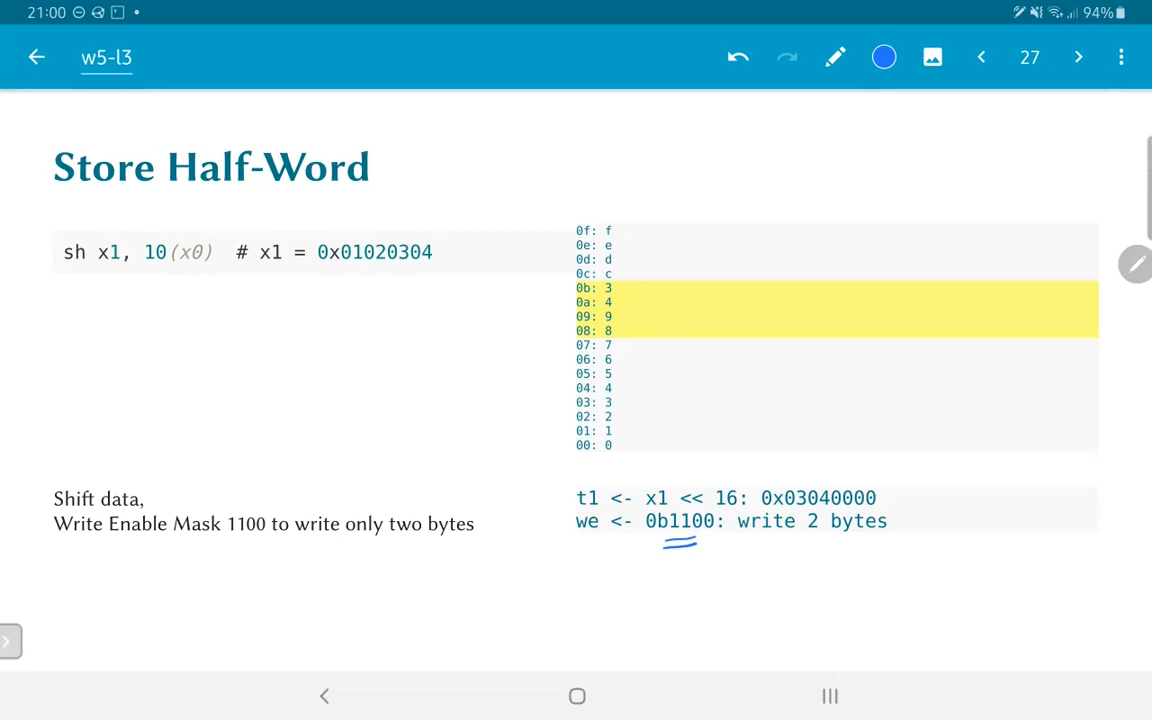 21:00 94%
w5-l3 27
Store Half-Word
sh x1, 10(x0) # x1 = 0x01020304
0f: f
0e: e
0d: d
0c: c
0b: 3
0a: 4
09: 9
08: 8
07: 7
06: 6
05: 5
04: 4
03: 3
02: 2
01: 1
00: 0
Shift data,
Write Enable Mask 1100 to write only two bytes
t1 <- x1 << 16: 0x03040000
we <- 0b1100: write 2 bytes